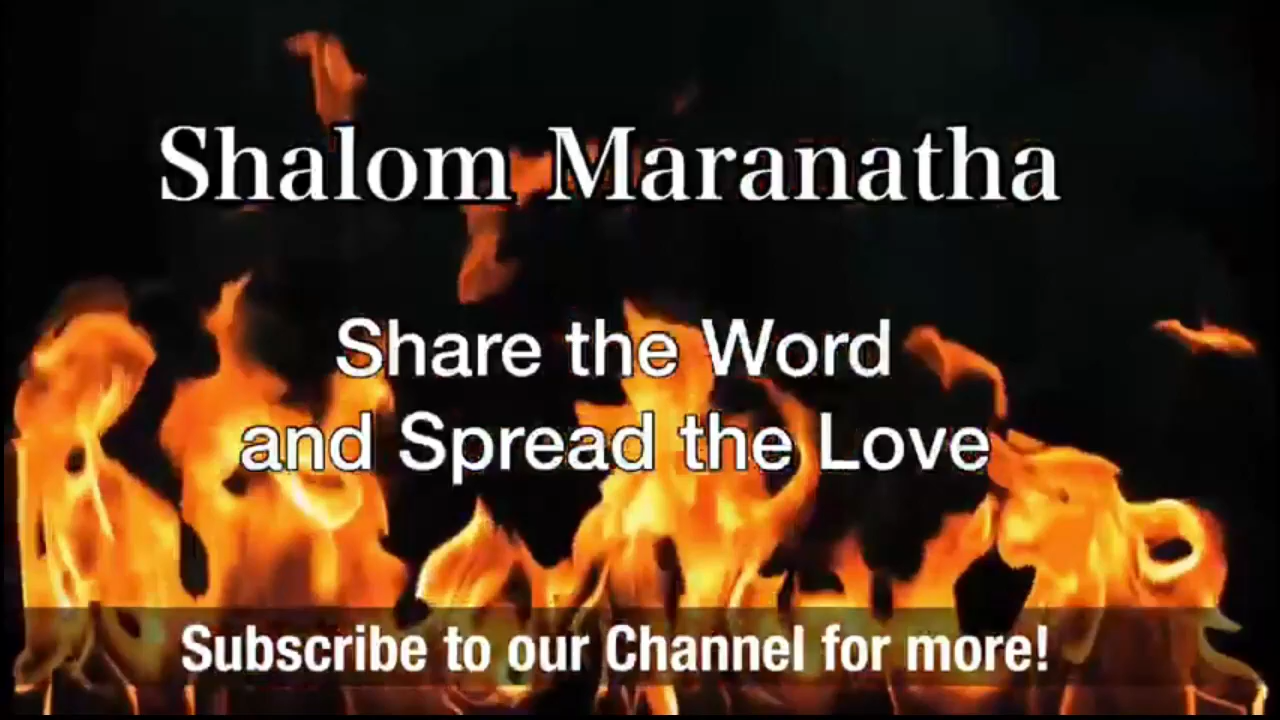 Shalom Maranatha
Share the Word
and Spread the Love
Subscribe to our Channel for more!